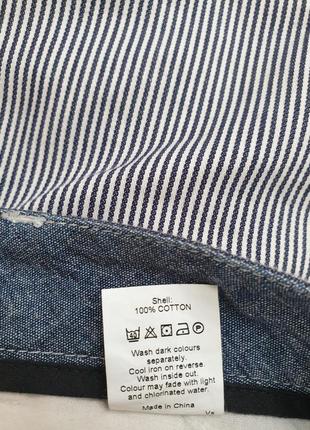 Shell:
100% COTTON
Wash dark colours
separately.
Cool iron on reverse.
Wash inside out.
Colour may fade with light
and chlorinated water.
Made in China